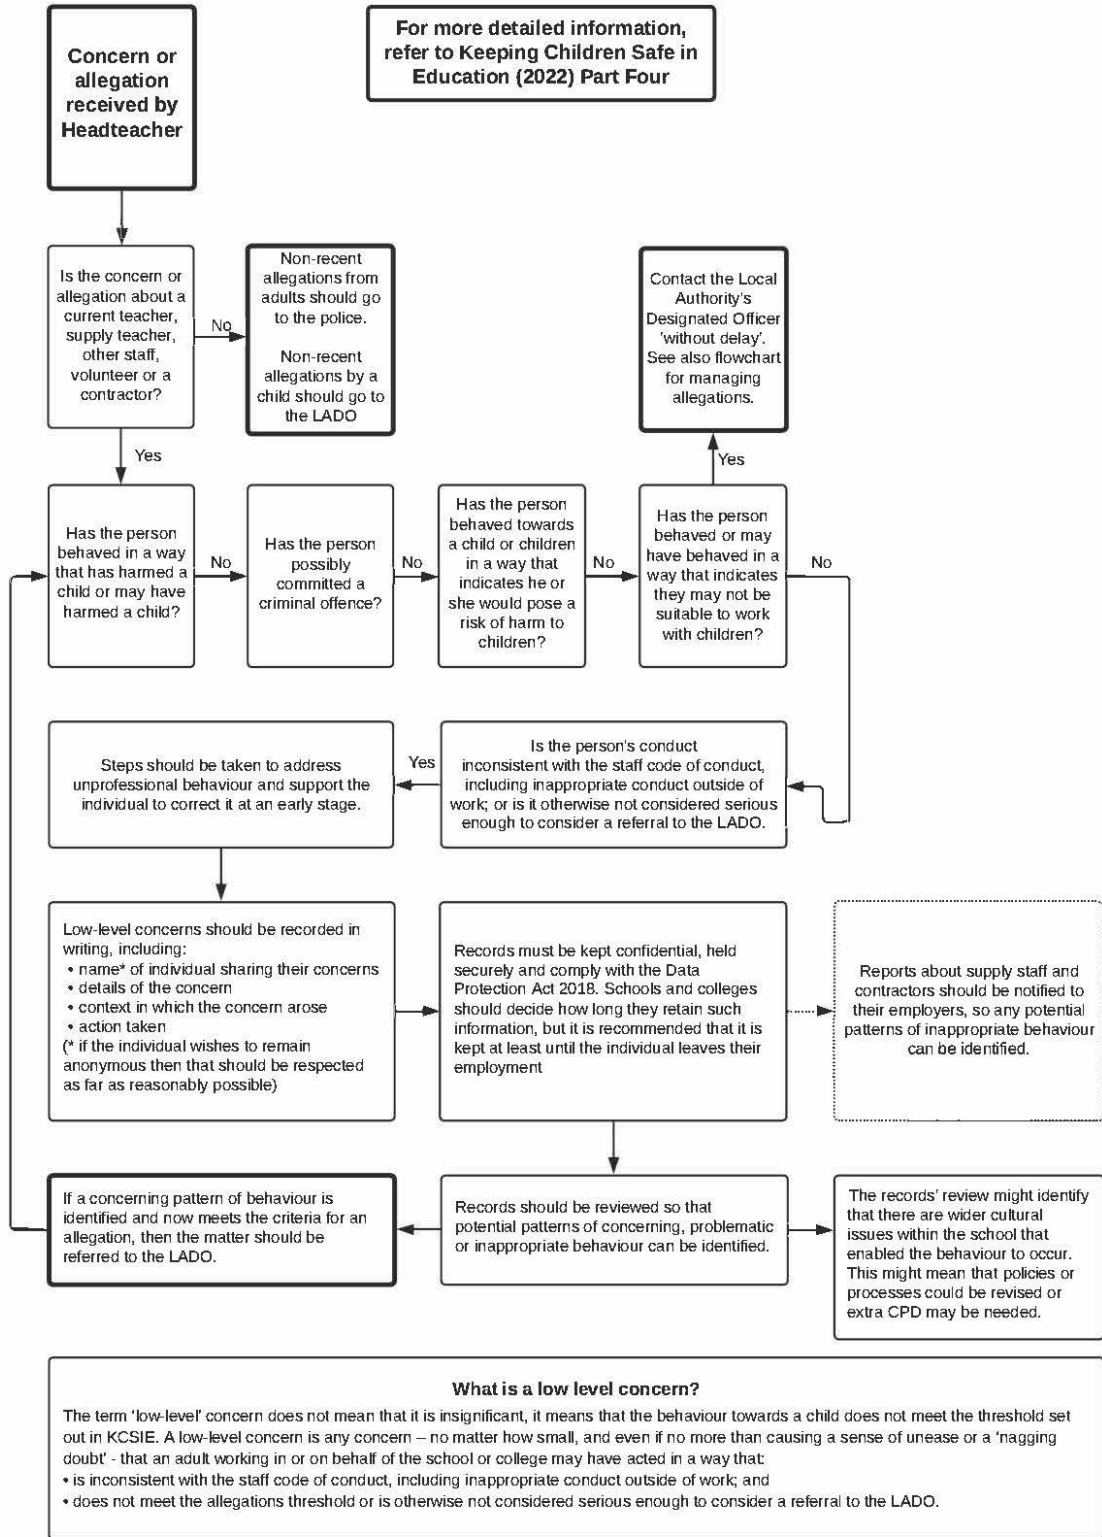 Concern or
allegation
received by
Headteacher
For more detailed information,
refer to Keeping Children Safe in
Education (2022) Part Four
Is the concern or
allegation about a
current teacher,
supply teacher,
other staff,
volunteer or a
contractor?
No
Non-recent
allegations from
adults should go
to the police.
Non-recent
allegations by a
child should go to
the LADO
Contact the Local
Authority's
Designated Officer
'without delay'.
See also flowchart
for managing
allegations.
Yes
Yes
Has the person
behaved in a way
that has harmed a
child or may have
harmed a child?
No
Has the person
possibly
committed a
criminal offence?
No
Has the person
behaved towards
a child or children
in a way that
indicates he or
she would pose a
risk of harm to
children?
No
Has the person
behaved or may
have behaved in a
way that indicates
they may not be
suitable to work
with children?
No
Steps should be taken to address
unprofessional behaviour and support the
individual to correct it at an early stage.
Yes
Is the person's conduct
inconsistent with the staff code of conduct,
including inappropriate conduct outside of
work; or is it otherwise not considered serious
enough to consider a referral to the LADO.
Low-level concerns should be recorded in
writing, including:
• name* of individual sharing their concerns
• details of the concern
• context in which the concern arose
• action taken
(* if the individual wishes to remain
anonymous then that should be respected
as far as reasonably possible)
Records must be kept confidential, held
securely and comply with the Data
Protection Act 2018. Schools and colleges
should decide how long they retain such
information, but it is recommended that it is
kept at least until the individual leaves their
employment
Reports about supply staff and
contractors should be notified to
their employers, so any potential
patterns of inappropriate behaviour
can be identified.
If a concerning pattern of behaviour is
identified and now meets the criteria for an
allegation, then the matter should be
referred to the LADO.
Records should be reviewed so that
potential patterns of concerning, problematic
or inappropriate behaviour can be identified.
The records' review might identify
that there are wider cultural
issues within the school that
enabled the behaviour to occur.
This might mean that policies or
processes could be revised or
extra CPD may be needed.
What is a low level concern?
The term 'low-level' concern does not mean that it is insignificant, it means that the behaviour towards a child does not meet the threshold set
out in KCSIE. A low-level concern is any concern – no matter how small, and even if no more than causing a sense of unease or a 'nagging
doubt' - that an adult working in or on behalf of the school or college may have acted in a way that:
• is inconsistent with the staff code of conduct, including inappropriate conduct outside of work; and
• does not meet the allegations threshold or is otherwise not considered serious enough to consider a referral to the LADO.